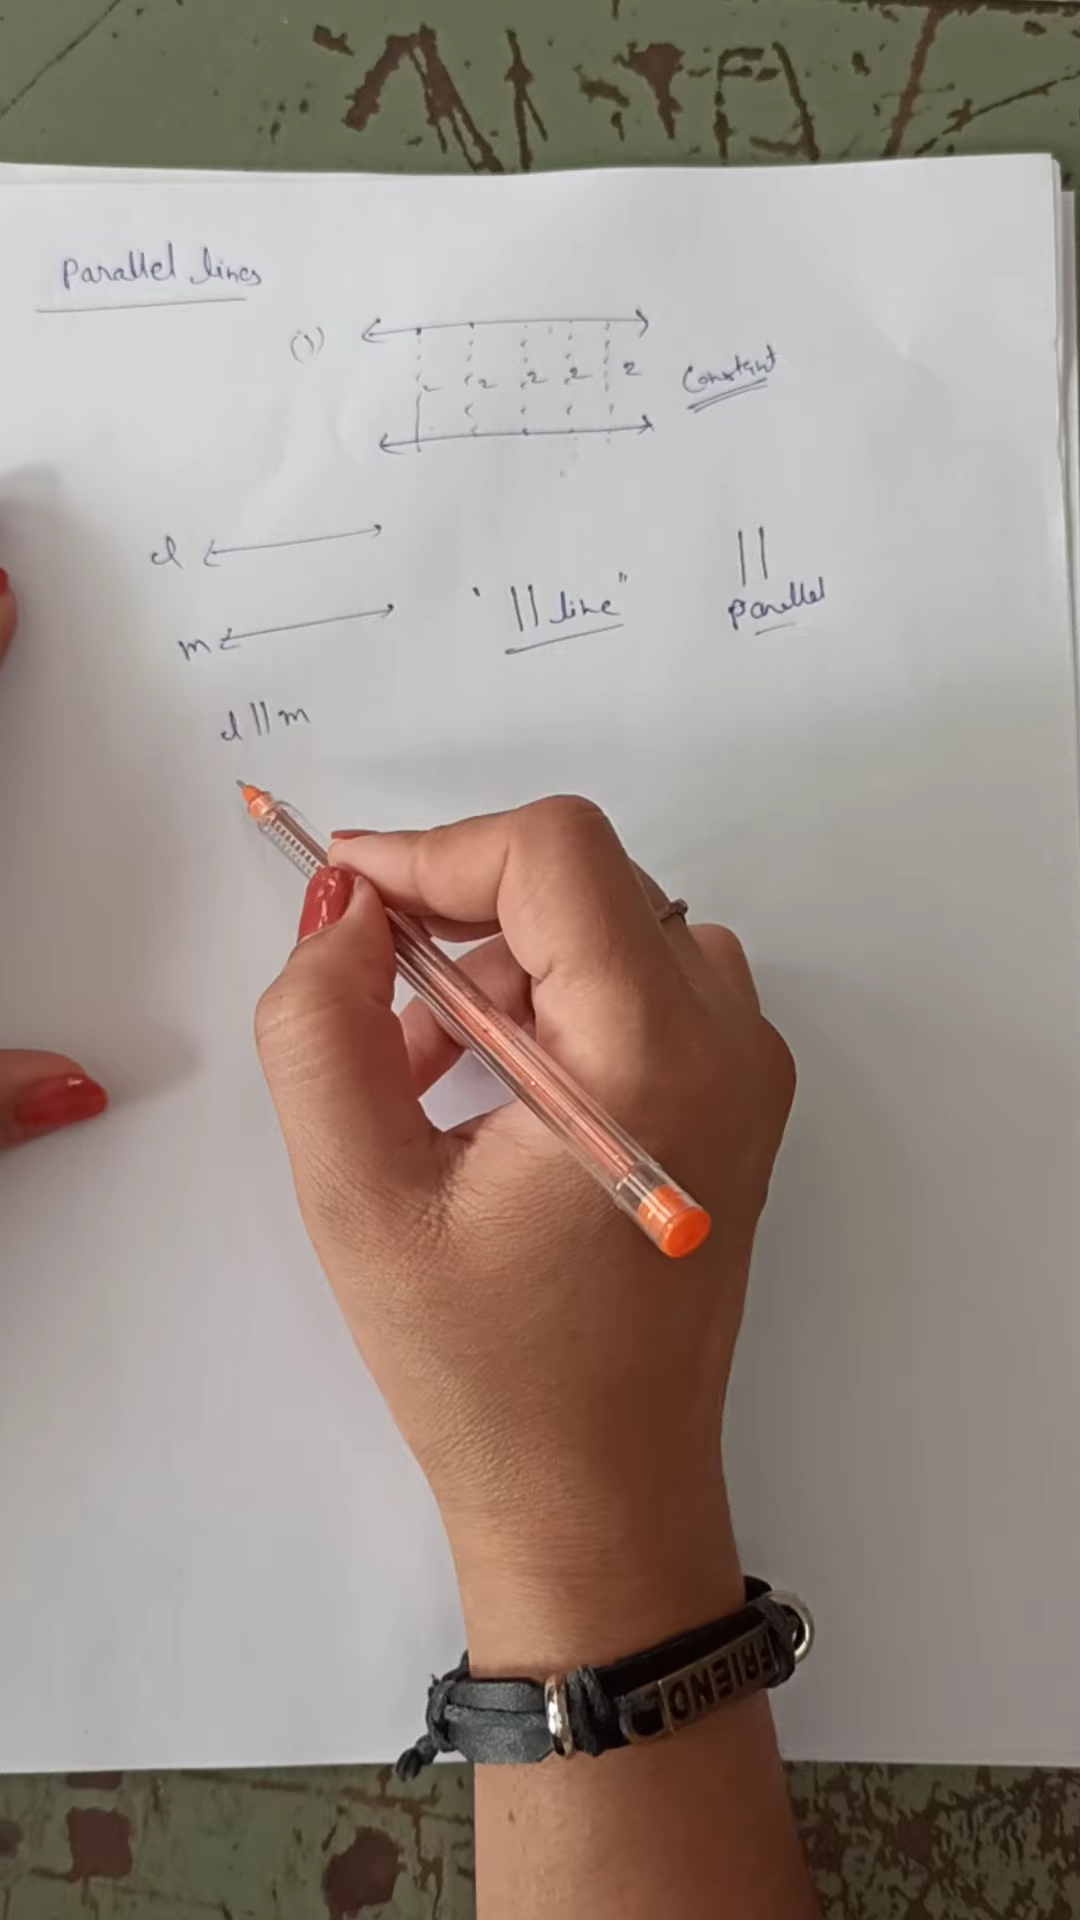 Parallel lines
(1)
2 2 2 2 2
Constant
l
m
" || line "
||
Parallel
l || m
FRIEND